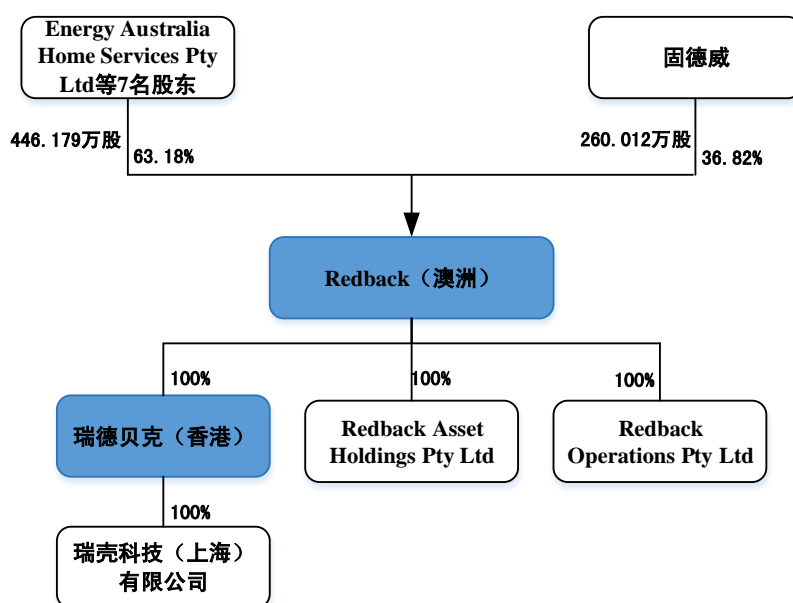 Energy Australia
Home Services Pty
Ltd等7名股东
固德威
446.179万股
63.18%
260.012万股
36.82%
Redback（澳洲）
100%
100%
100%
瑞德贝克（香港）
Redback Asset
Holdings Pty Ltd
Redback
Operations Pty Ltd
100%
瑞壳科技（上海）
有限公司